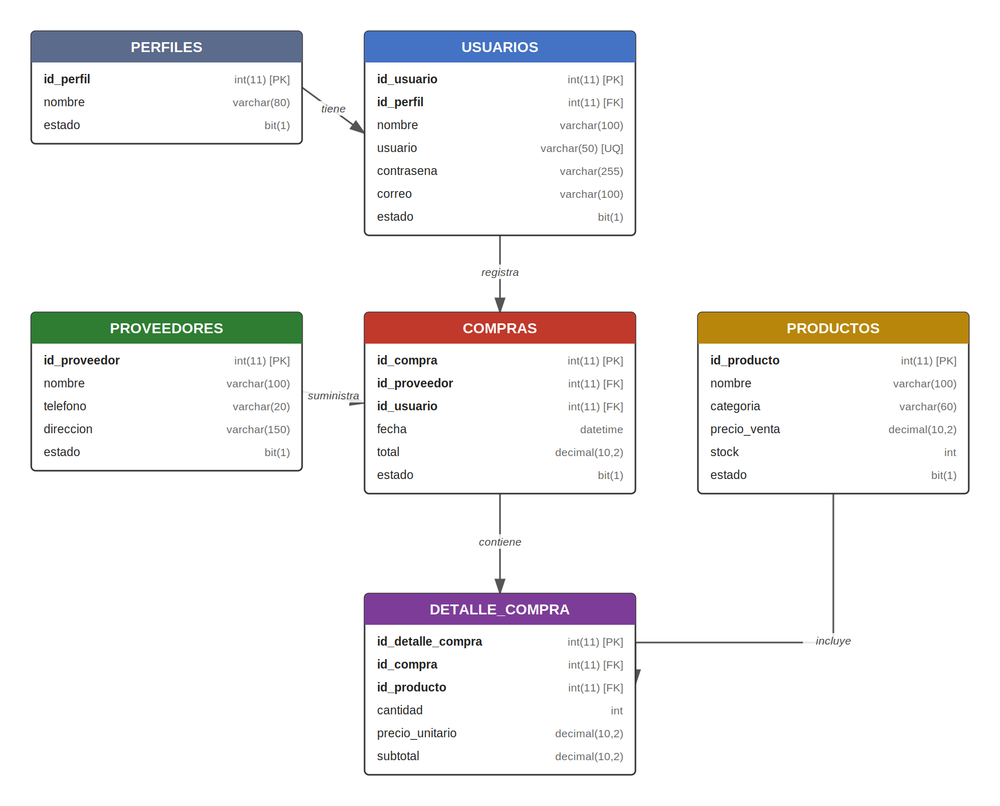 PERFILES
id_perfil int(11) [PK]
nombre varchar(80)
estado bit(1)
tiene
USUARIOS
id_usuario int(11) [PK]
id_perfil int(11) [FK]
nombre varchar(100)
usuario varchar(50) [UQ]
contrasena varchar(255)
correo varchar(100)
estado bit(1)
registra
PROVEEDORES
id_proveedor int(11) [PK]
nombre varchar(100)
telefono varchar(20)
direccion varchar(150)
estado bit(1)
suministra
COMPRAS
id_compra int(11) [PK]
id_proveedor int(11) [FK]
id_usuario int(11) [FK]
fecha datetime
total decimal(10,2)
estado bit(1)
PRODUCTOS
id_producto int(11) [PK]
nombre varchar(100)
categoria varchar(60)
precio_venta decimal(10,2)
stock int
estado bit(1)
contiene
DETALLE_COMPRA
id_detalle_compra int(11) [PK]
id_compra int(11) [FK]
id_producto int(11) [FK]
cantidad int
precio_unitario decimal(10,2)
subtotal decimal(10,2)
incluye